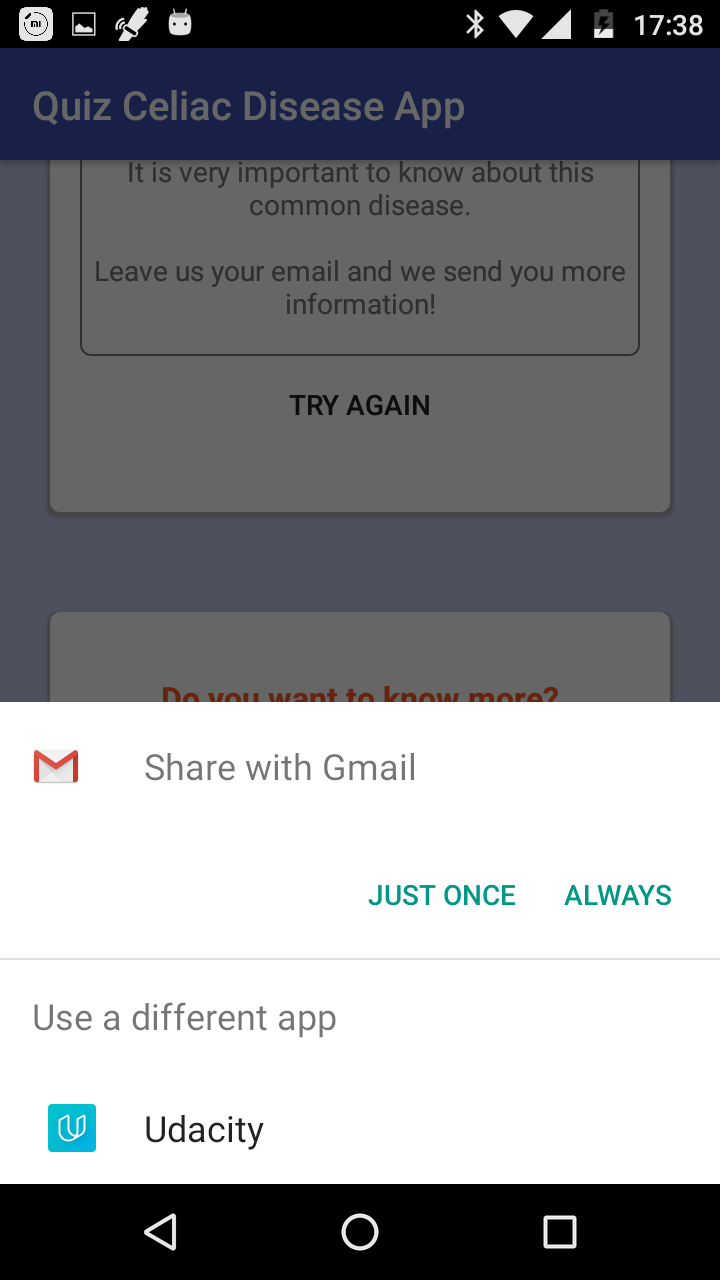 17:38
Quiz Celiac Disease App
It is very important to know about this
common disease.
Leave us your email and we send you more
information!
TRY AGAIN
Do you want to know more?
Share with Gmail
JUST ONCE ALWAYS
Use a different app
Udacity